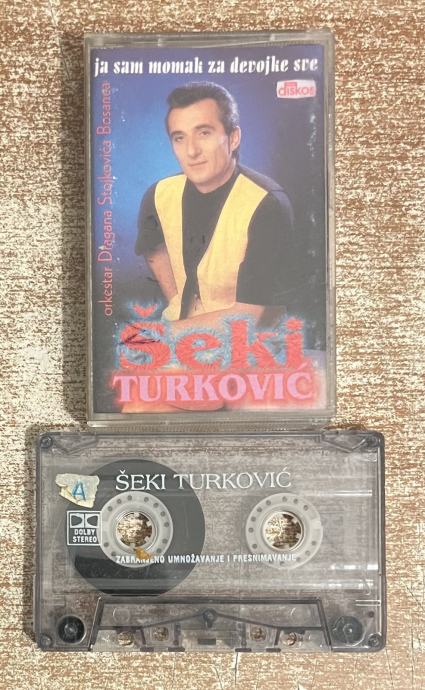 ja sam momak za devojke sve
diskos
orkestar Dragana Stojkovića Bosanca
Šeki
TURKOVIĆ
A
ŠEKI TURKOVIĆ
DOLBY
STEREO
ZABRANJENO UMNOŽAVANJE I PRESNIMAVANJE